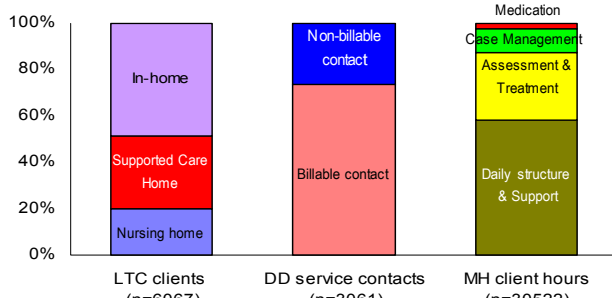 Medication
100%
80%
60%
40%
20%
0%
In-home
Supported Care
Home
Nursing home
Non-billable
contact
Billable contact
Case Management
Assessment &
Treatment
Daily structure
& Support
LTC clients
DD service contacts
MH client hours